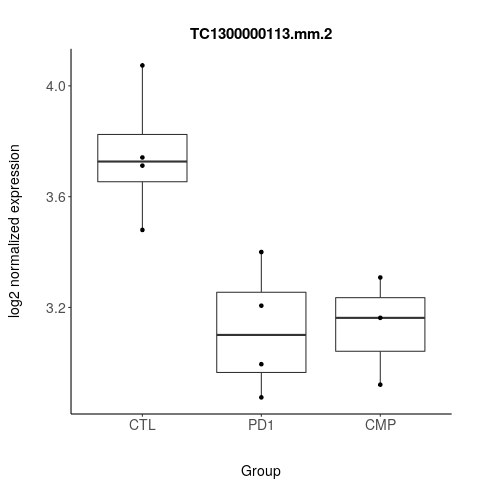 TC1300000113.mm.2
log2 normalized expression
4.0
3.6
3.2
CTL
PD1
CMP
Group